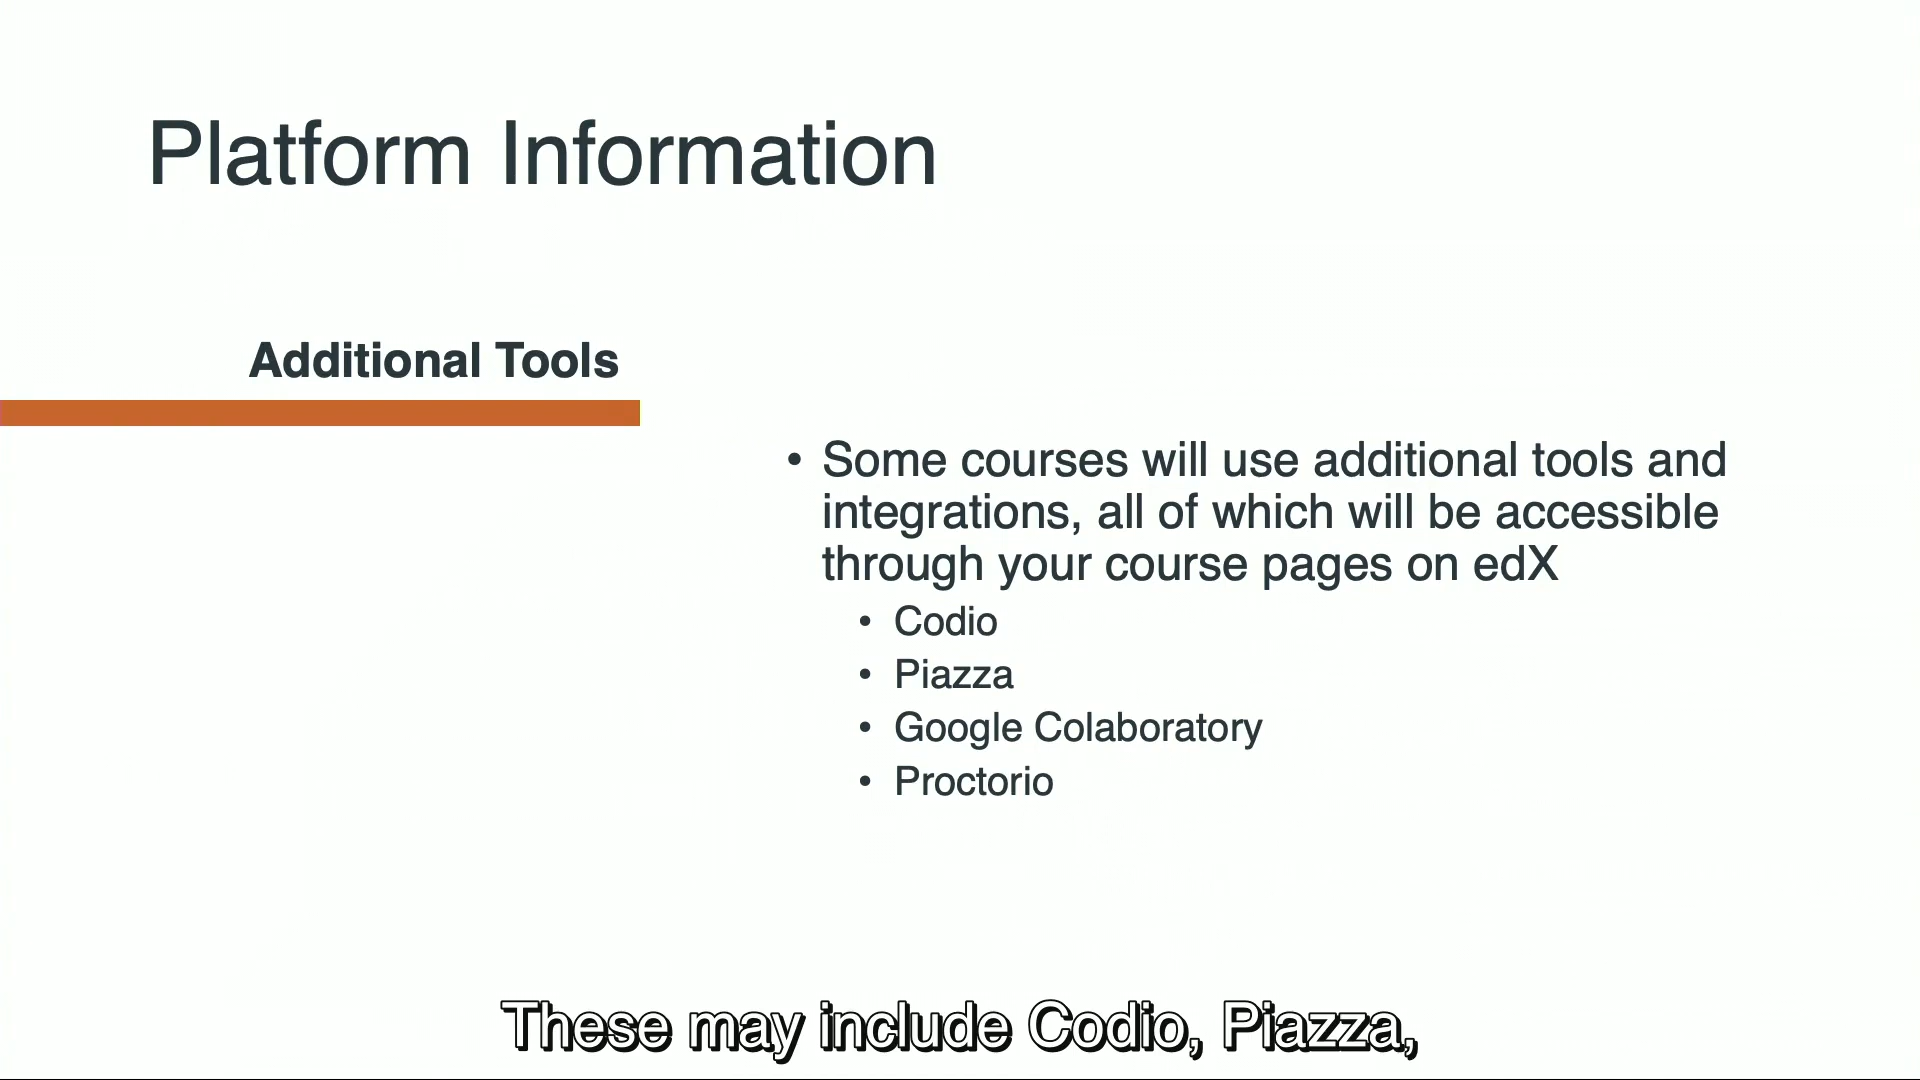 Platform Information
Additional Tools
• Some courses will use additional tools and
integrations, all of which will be accessible
through your course pages on edX
• Codio
• Piazza
• Google Colaboratory
• Proctorio
These may include Codio, Piazza,